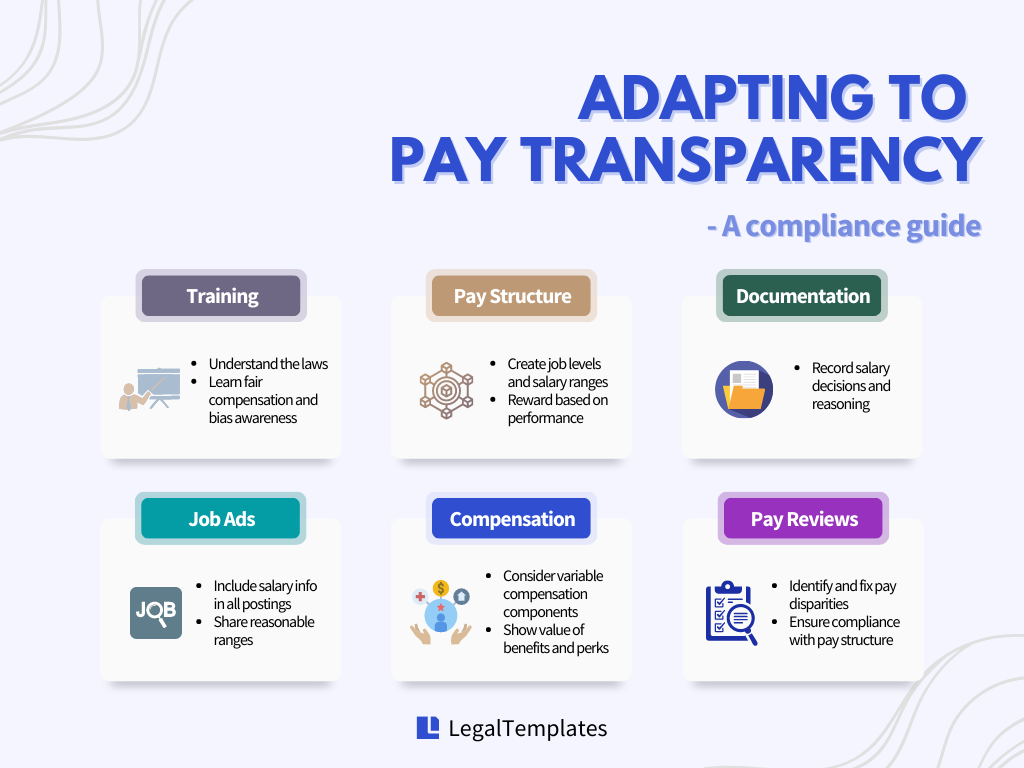 ADAPTING TO
PAY TRANSPARENCY
- A compliance guide
Training
• Understand the laws
• Learn fair
compensation and
bias awareness
Pay Structure
• Create job levels
and salary ranges
• Reward based on
performance
Documentation
• Record salary
decisions and
reasoning
Job Ads
JOB
• Include salary info
in all postings
• Share reasonable
ranges
Compensation
$
• Consider variable
compensation
components
• Show value of
benefits and perks
Pay Reviews
• Identify and fix pay
disparities
• Ensure compliance
with pay structure
LegalTemplates